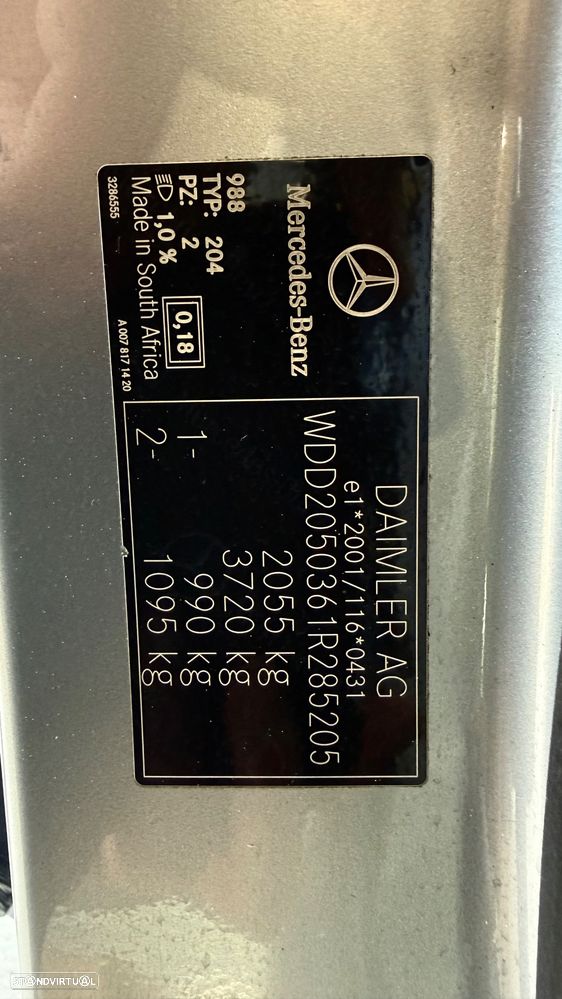 Mercedes-Benz
988
TYP: 204
PZ: 2
1,0 %
0,18
Made in South Africa
3286555
A 007 817 14 20
DAIMLER AG
e1*2001/116*0431
WDD2050361R285205
2055 kg
3720 kg
1- 990 kg
2- 1095 kg
STANDVIRTU@L